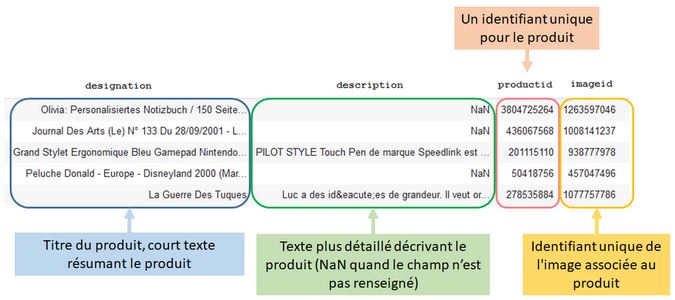 Un identifiant unique
pour le produit
designation description productid imageid
Olivia: Personalisiertes Notizbuch / 150 Seite... NaN 3804725264 1263597046
Journal Des Arts (Le) N° 133 Du 28/09/2001 - L... NaN 436067568 1008141237
Grand Stylet Ergonomique Bleu Gamepad Nintendo... PILOT STYLE Touch Pen de marque Speedlink est ... 201115110 938777978
Peluche Donald - Europe - Disneyland 2000 (Mar... NaN 50418756 457047496
La Guerre Des Tuques Luc a des id&eacute;es de grandeur. Il veut or... 278535884 1077757786
Titre du produit, court texte
résumant le produit
Texte plus détaillé décrivant le
produit (NaN quand le champ n’est
pas renseigné)
Identifiant unique de
l'image associée au
produit